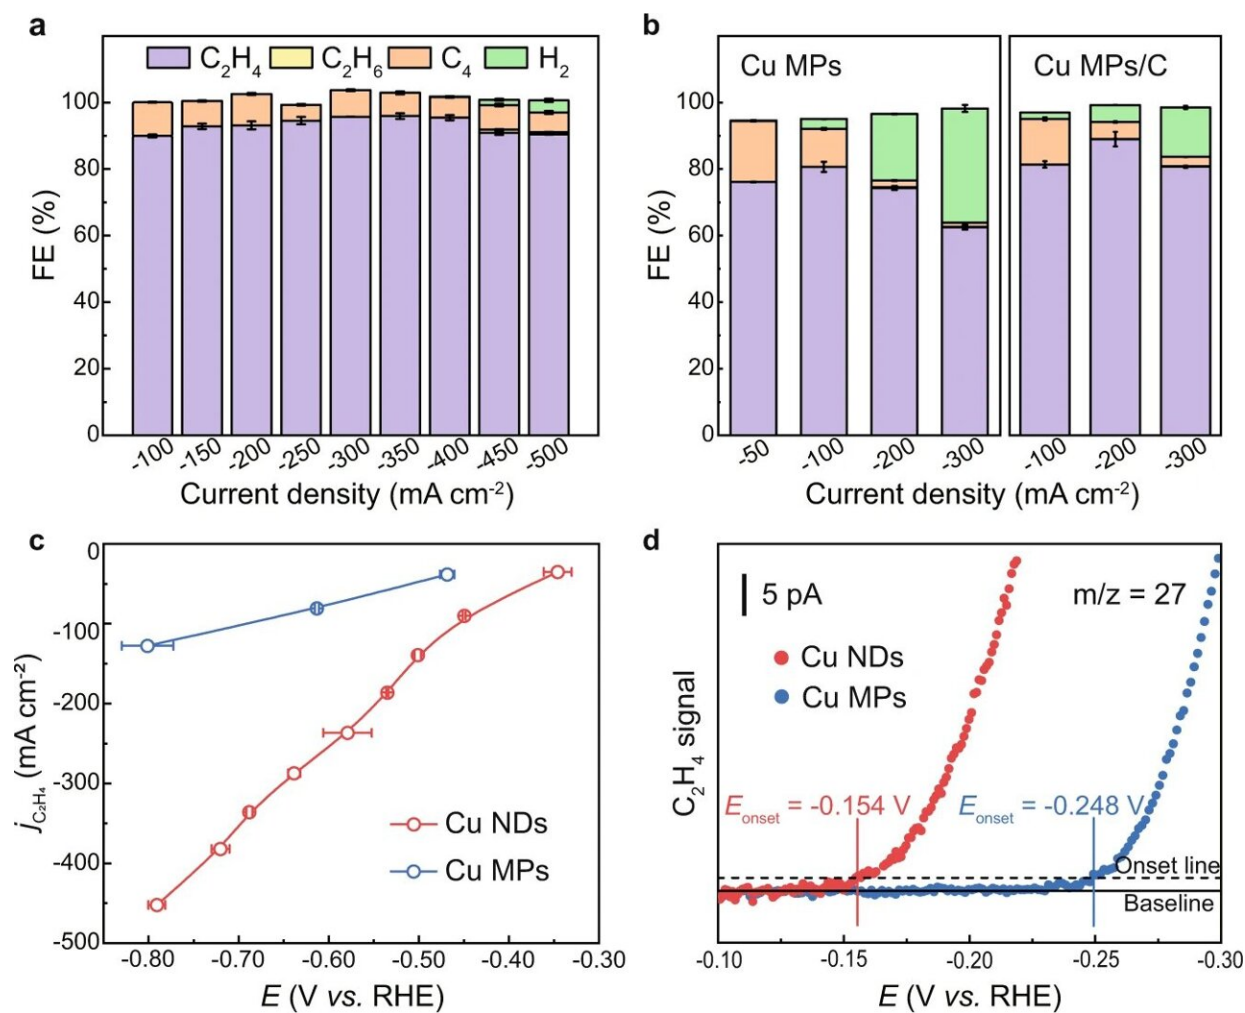 a
C₂H₄ C₂H₆ C₄ H₂
100
80
60
40
20
0
FE (%)
-100 -150 -200 -250 -300 -350 -400 -450 -500
Current density (mA cm⁻²)
b
Cu MPs
Cu MPs/C
100
80
60
40
20
0
FE (%)
-50 -100 -200 -300 -100 -200 -300
Current density (mA cm⁻²)
c
0
-100
-200
-300
-400
-500
j C₂H₄ (mA cm⁻²)
Cu NDs
Cu MPs
-0.80 -0.70 -0.60 -0.50 -0.40 -0.30
E (V vs. RHE)
d
5 pA
m/z = 27
Cu NDs
Cu MPs
C₂H₄ signal
Eonset = -0.154 V
Eonset = -0.248 V
Onset line
Baseline
-0.10 -0.15 -0.20 -0.25 -0.30
E (V vs. RHE)